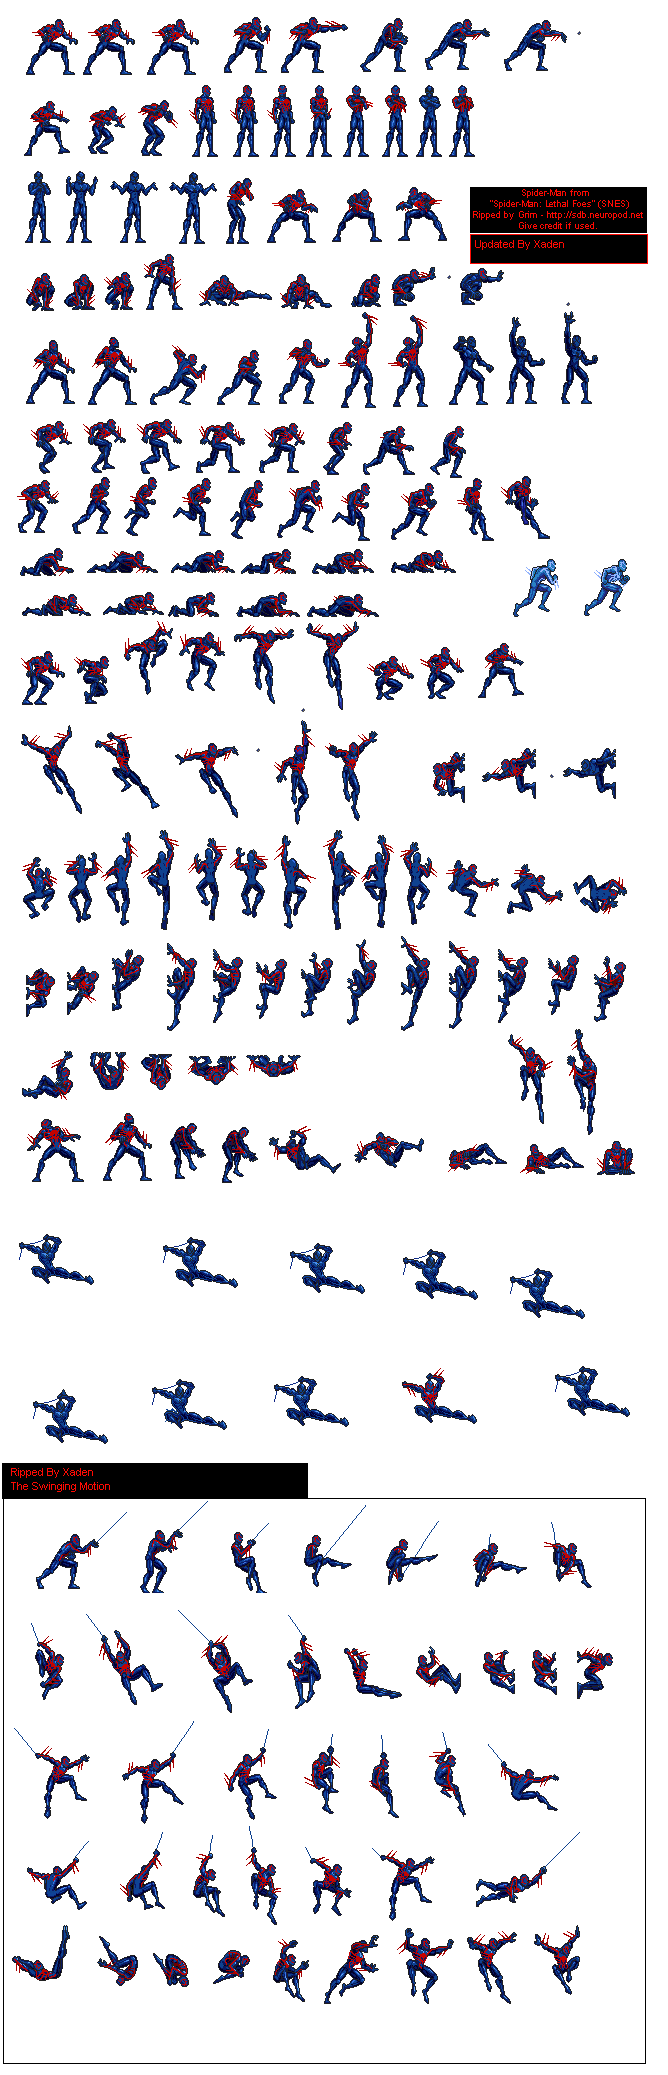 Spider-Man from
"Spider-Man: Lethal Foes" (SNES)
Ripped by Grim - http://sdb.neuropod.net
Give credit if used.
Updated By Xaden
Ripped By Xaden
The Swinging Motion